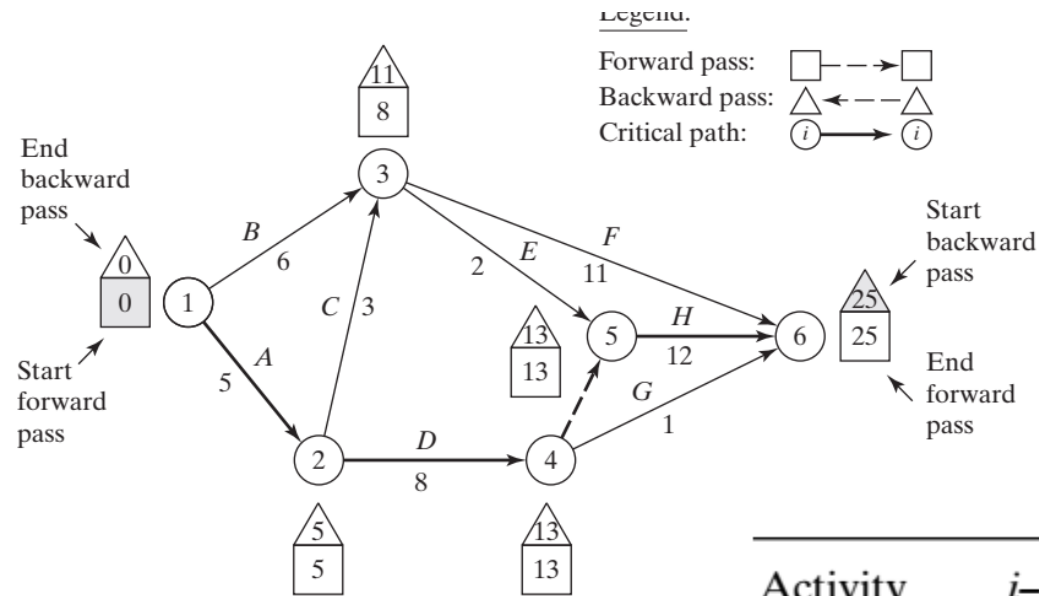 Legend:
Forward pass:
Backward pass:
Critical path:
i
i
11
8
3
End
backward
pass
0
0
1
Start
forward
pass
B
6
C
3
E
2
F
11
Start
backward
pass
25
25
6
End
forward
pass
13
13
5
H
12
G
1
A
5
2
D
8
4
5
5
13
13
Activity i–